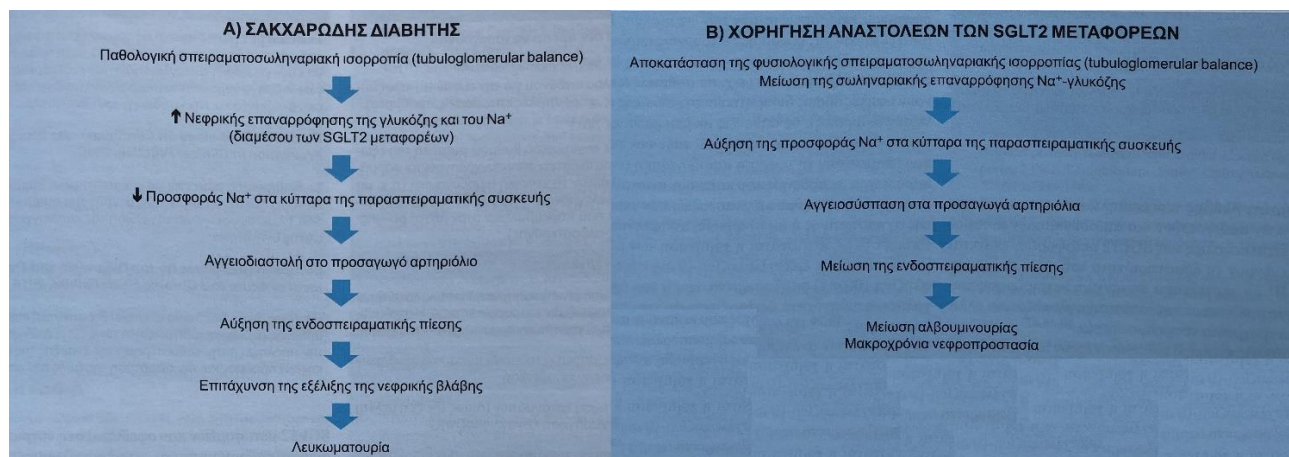 Α) ΣΑΚΧΑΡΩΔΗΣ ΔΙΑΒΗΤΗΣ
Παθολογική σπειραματοσωληναριακή ισορροπία (tubuloglomerular balance)
↑ Νεφρικής επαναρρόφησης της γλυκόζης και του Na⁺
(διαμέσου των SGLT2 μεταφορέων)
↓ Προσφοράς Na⁺ στα κύτταρα της παρασπειραματικής συσκευής
Αγγειοδιαστολή στο προσαγωγό αρτηριόλιο
Αύξηση της ενδοσπειραματικής πίεσης
Επιτάχυνση της εξέλιξης της νεφρικής βλάβης
Λευκωματουρία
Β) ΧΟΡΗΓΗΣΗ ΑΝΑΣΤΟΛΕΩΝ ΤΩΝ SGLT2 ΜΕΤΑΦΟΡΕΩΝ
Αποκατάσταση της φυσιολογικής σπειραματοσωληναριακής ισορροπίας (tubuloglomerular balance)
Μείωση της σωληναριακής επαναρρόφησης Na⁺-γλυκόζης
Αύξηση της προσφοράς Na⁺ στα κύτταρα της παρασπειραματικής συσκευής
Αγγειοσύσπαση στα προσαγωγά αρτηριόλια
Μείωση της ενδοσπειραματικής πίεσης
Μείωση αλβουμινουρίας
Μακροχρόνια νεφροπροστασία